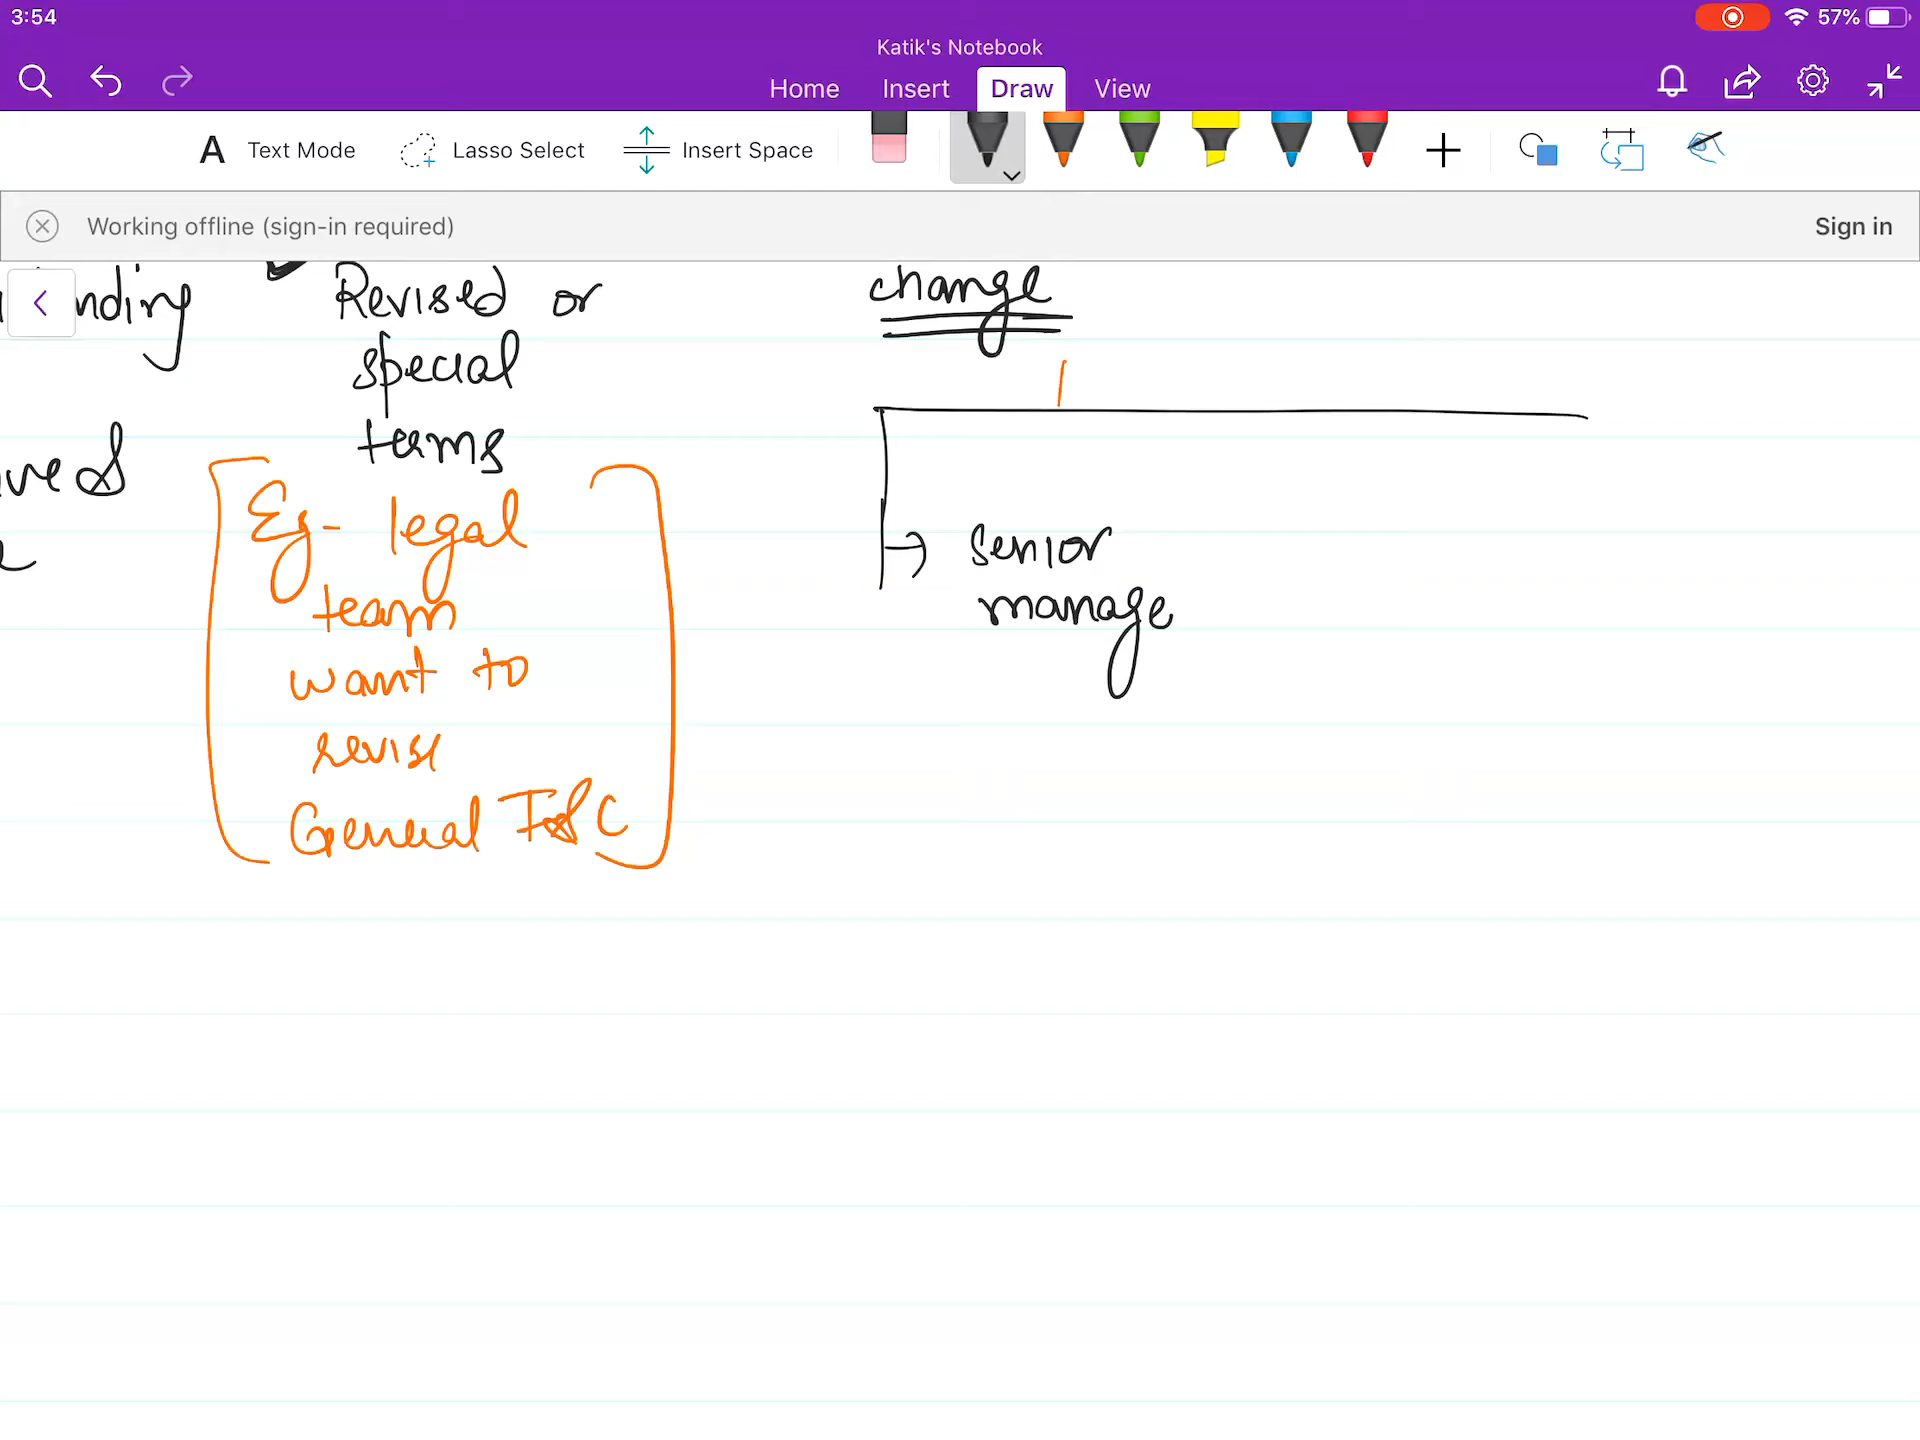 3:54
57%
Katik's Notebook
Home Insert Draw View
A Text Mode Lasso Select Insert Space
Working offline (sign-in required) Sign in
nding
Revised or
special
terms
change
Eg- legal
team
want to
revise
General T&C
senior
manage